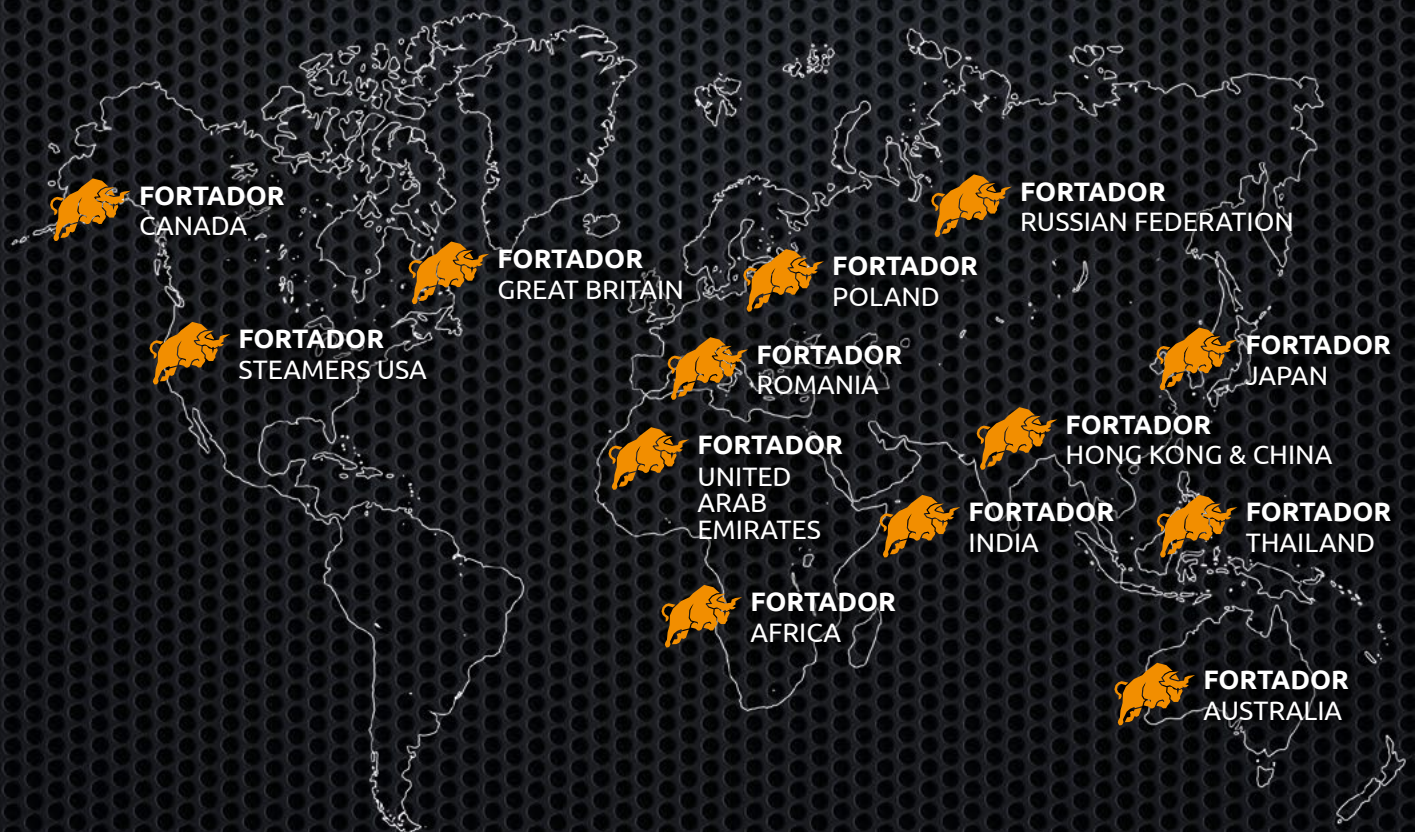 FORTADOR
CANADA
FORTADOR
RUSSIAN FEDERATION
FORTADOR
GREAT BRITAIN
FORTADOR
POLAND
FORTADOR
STEAMERS USA
FORTADOR
ROMANIA
FORTADOR
JAPAN
FORTADOR
UNITED
ARAB
EMIRATES
FORTADOR
HONG KONG & CHINA
FORTADOR
INDIA
FORTADOR
THAILAND
FORTADOR
AFRICA
FORTADOR
AUSTRALIA